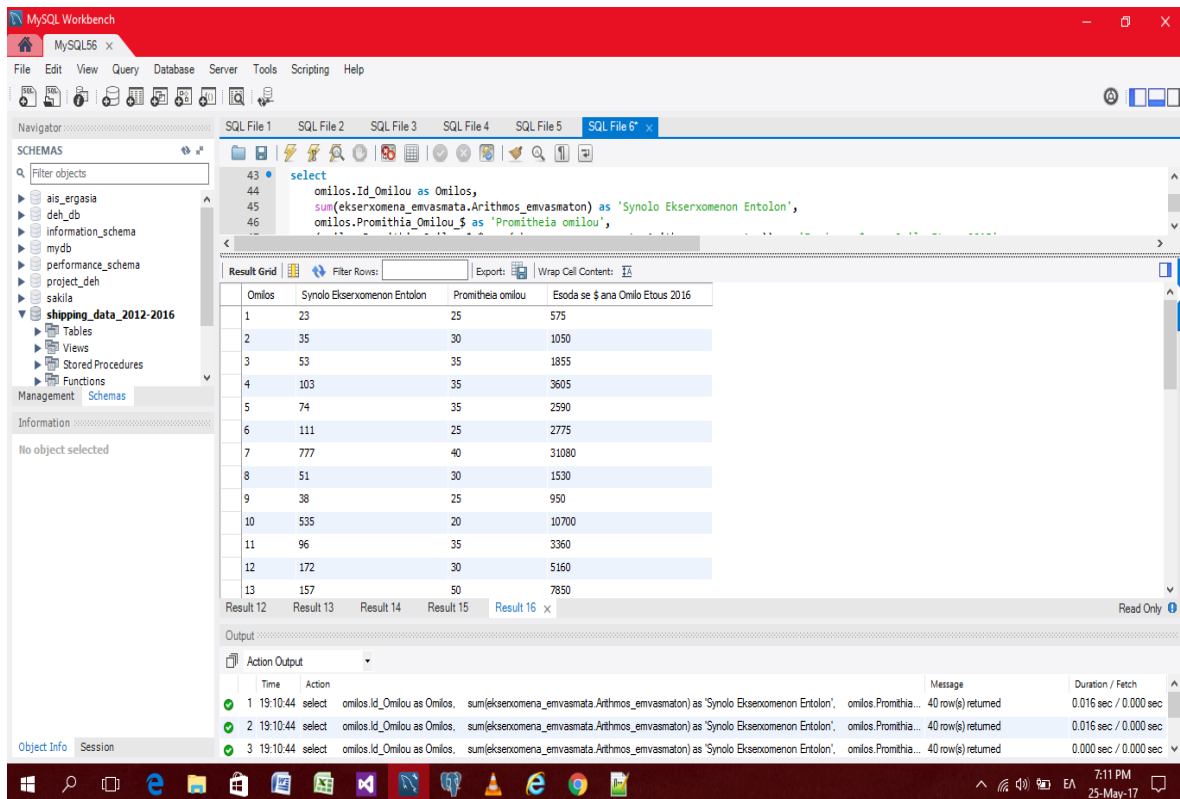 MySQL Workbench
MySQL56 ×
File Edit View Query Database Server Tools Scripting Help
Navigator
SCHEMAS
Filter objects
ais_ergasia
deh_db
information_schema
mydb
performance_schema
project_deh
sakila
shipping_data_2012-2016
Tables
Views
Stored Procedures
Functions
Management Schemas
Information
No object selected
Object Info Session
SQL File 1 SQL File 2 SQL File 3 SQL File 4 SQL File 5 SQL File 6* ×
43 select
44 omilos.Id_Omilou as Omilos,
45 sum(ekserxomena_emvasmata.Arithmos_emvasmaton) as 'Synolo Ekserxomenon Entolon',
46 omilos.Promithia_Omilou_$ as 'Promitheia omilou',
Result Grid Filter Rows: Export: Wrap Cell Content:
Omilos Synolo Ekserxomenon Entolon Promitheia omilou Esoda se $ ana Omilo Etous 2016
1 23 25 575
2 35 30 1050
3 53 35 1855
4 103 35 3605
5 74 35 2590
6 111 25 2775
7 777 40 31080
8 51 30 1530
9 38 25 950
10 535 20 10700
11 96 35 3360
12 172 30 5160
13 157 50 7850
Result 12 Result 13 Result 14 Result 15 Result 16 × Read Only
Output
Action Output
Time Action Message Duration / Fetch
1 19:10:44 select omilos.Id_Omilou as Omilos, sum(ekserxomena_emvasmata.Arithmos_emvasmaton) as 'Synolo Ekserxomenon Entolon', omilos.Promithia... 40 row(s) returned 0.016 sec / 0.000 sec
2 19:10:44 select omilos.Id_Omilou as Omilos, sum(ekserxomena_emvasmata.Arithmos_emvasmaton) as 'Synolo Ekserxomenon Entolon', omilos.Promithia... 40 row(s) returned 0.016 sec / 0.000 sec
3 19:10:44 select omilos.Id_Omilou as Omilos, sum(ekserxomena_emvasmata.Arithmos_emvasmaton) as 'Synolo Ekserxomenon Entolon', omilos.Promithia... 40 row(s) returned 0.000 sec / 0.000 sec
ΕΛ 7:11 PM
25-May-17